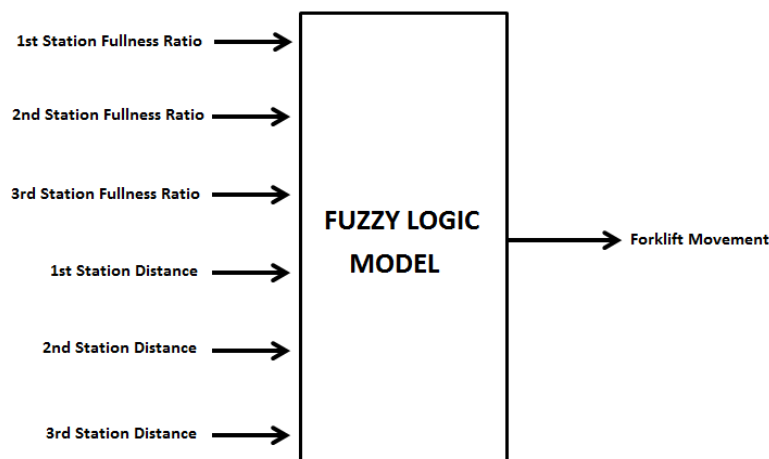 1st Station Fullness Ratio
2nd Station Fullness Ratio
3rd Station Fullness Ratio
1st Station Distance
2nd Station Distance
3rd Station Distance
FUZZY LOGIC
MODEL
Forklift Movement